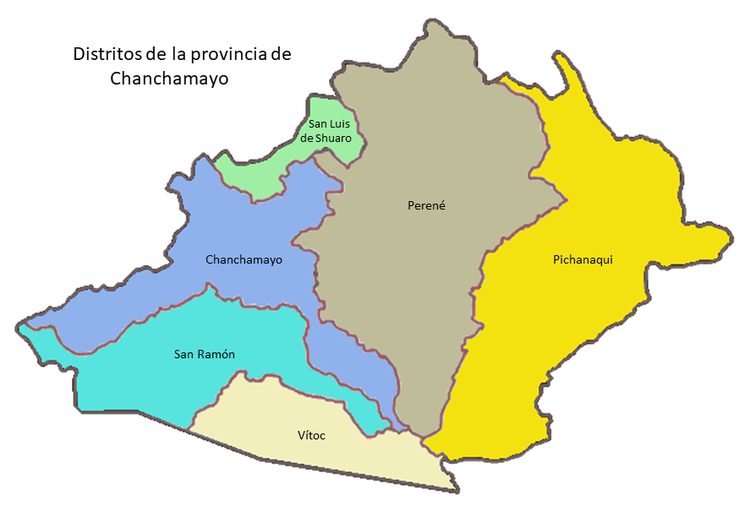 Distritos de la provincia de
Chanchamayo
San Luis
de Shuaro
Perené
Chanchamayo
Pichanaqui
San Ramón
Vítoc